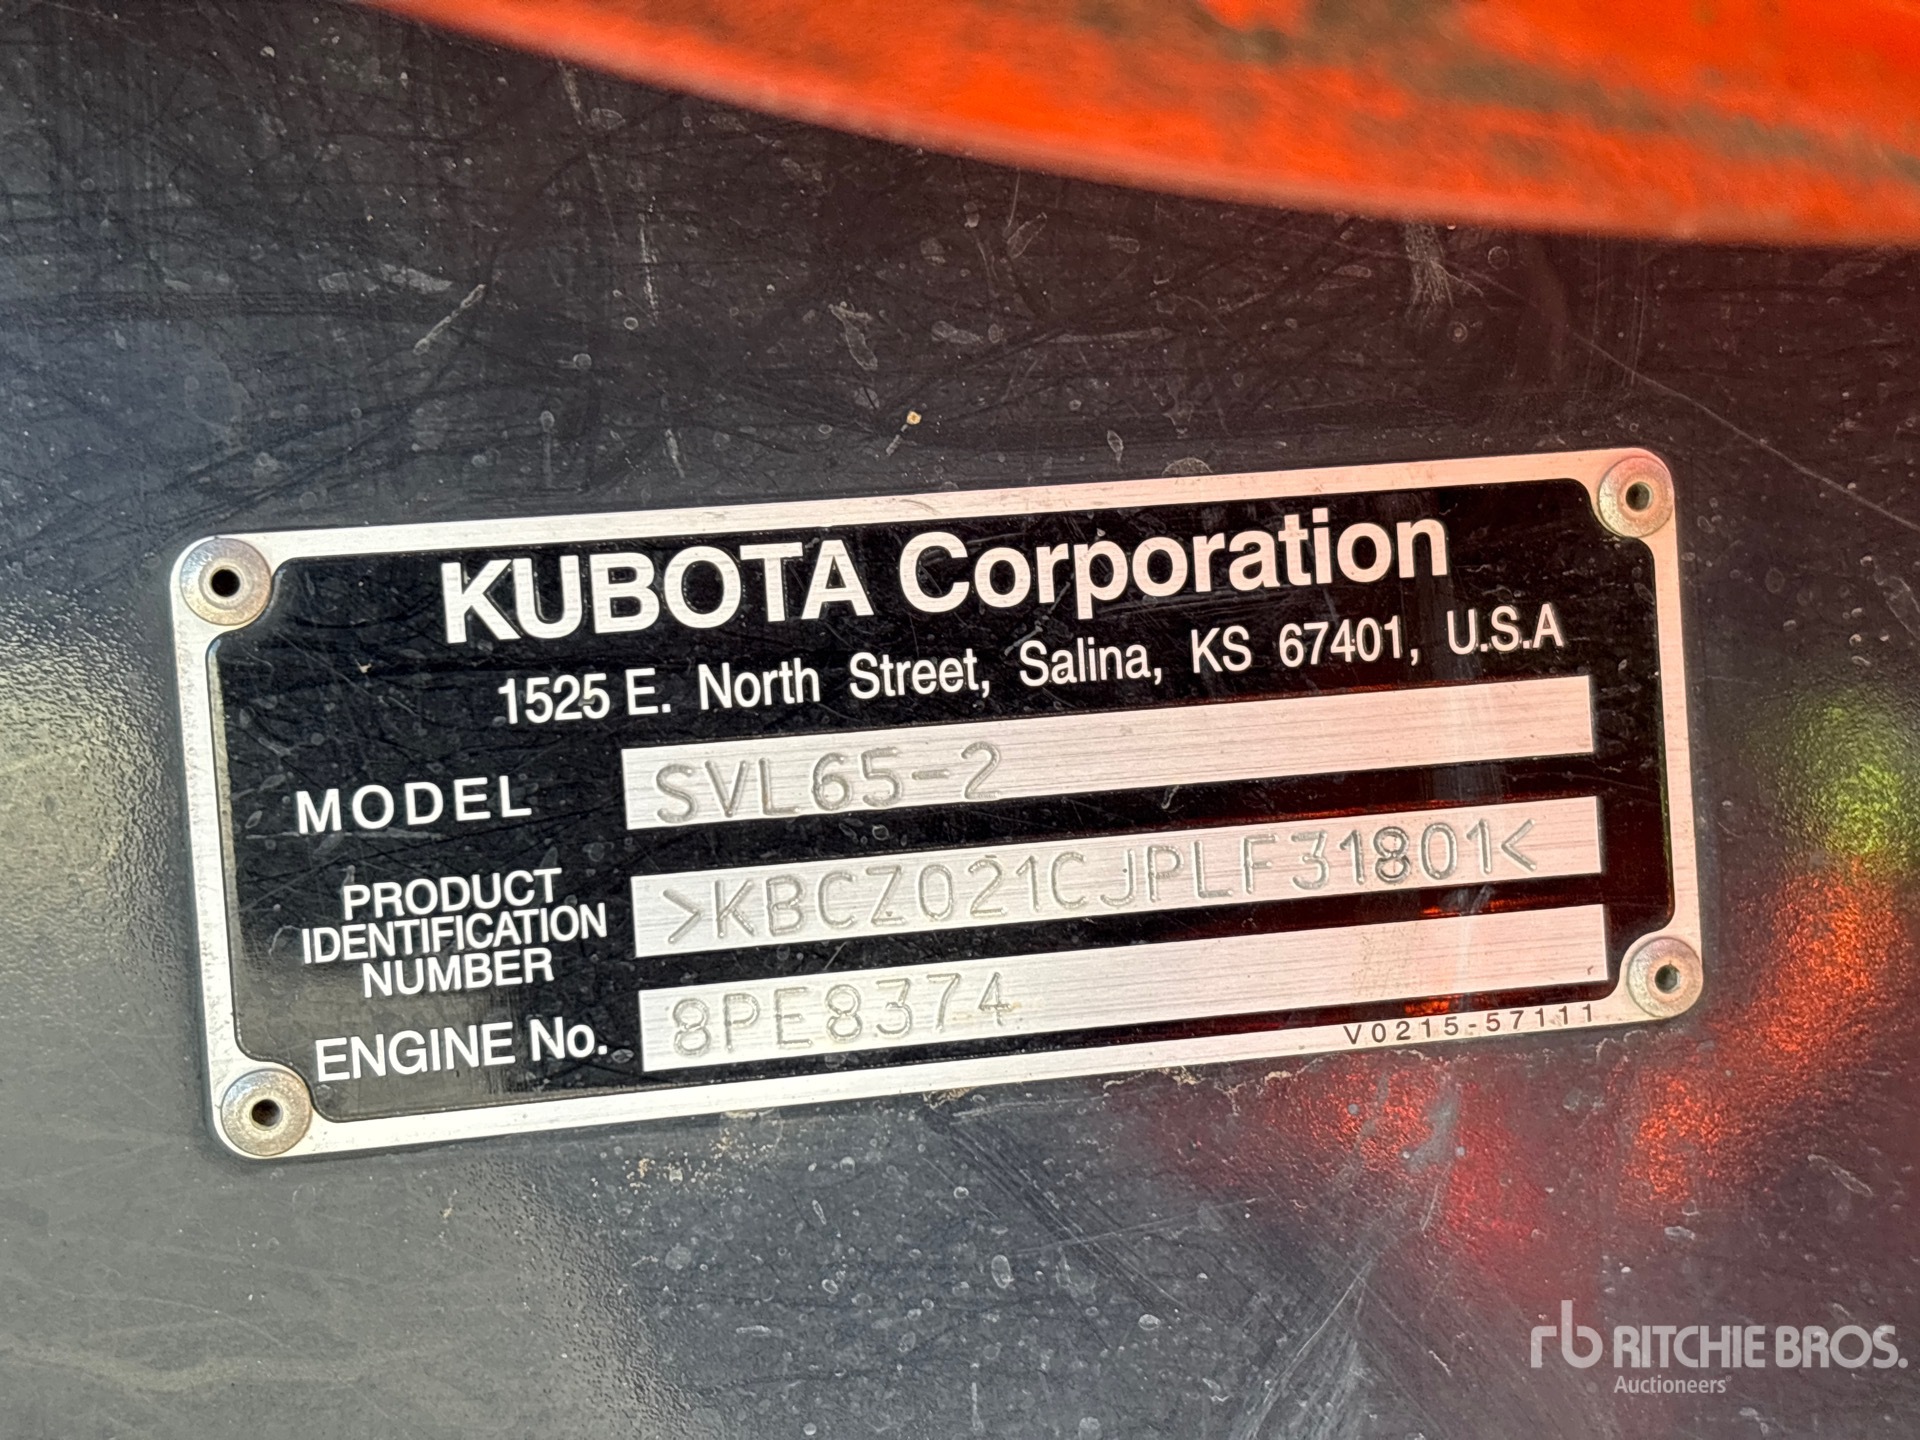 KUBOTA Corporation
1525 E. North Street, Salina, KS 67401, U.S.A
MODEL SVL65-2
PRODUCT IDENTIFICATION NUMBER >KBCZ021CJPLF31801<
ENGINE No. 8PE8374
V0215-57111
rb RITCHIE BROS.
Auctioneers